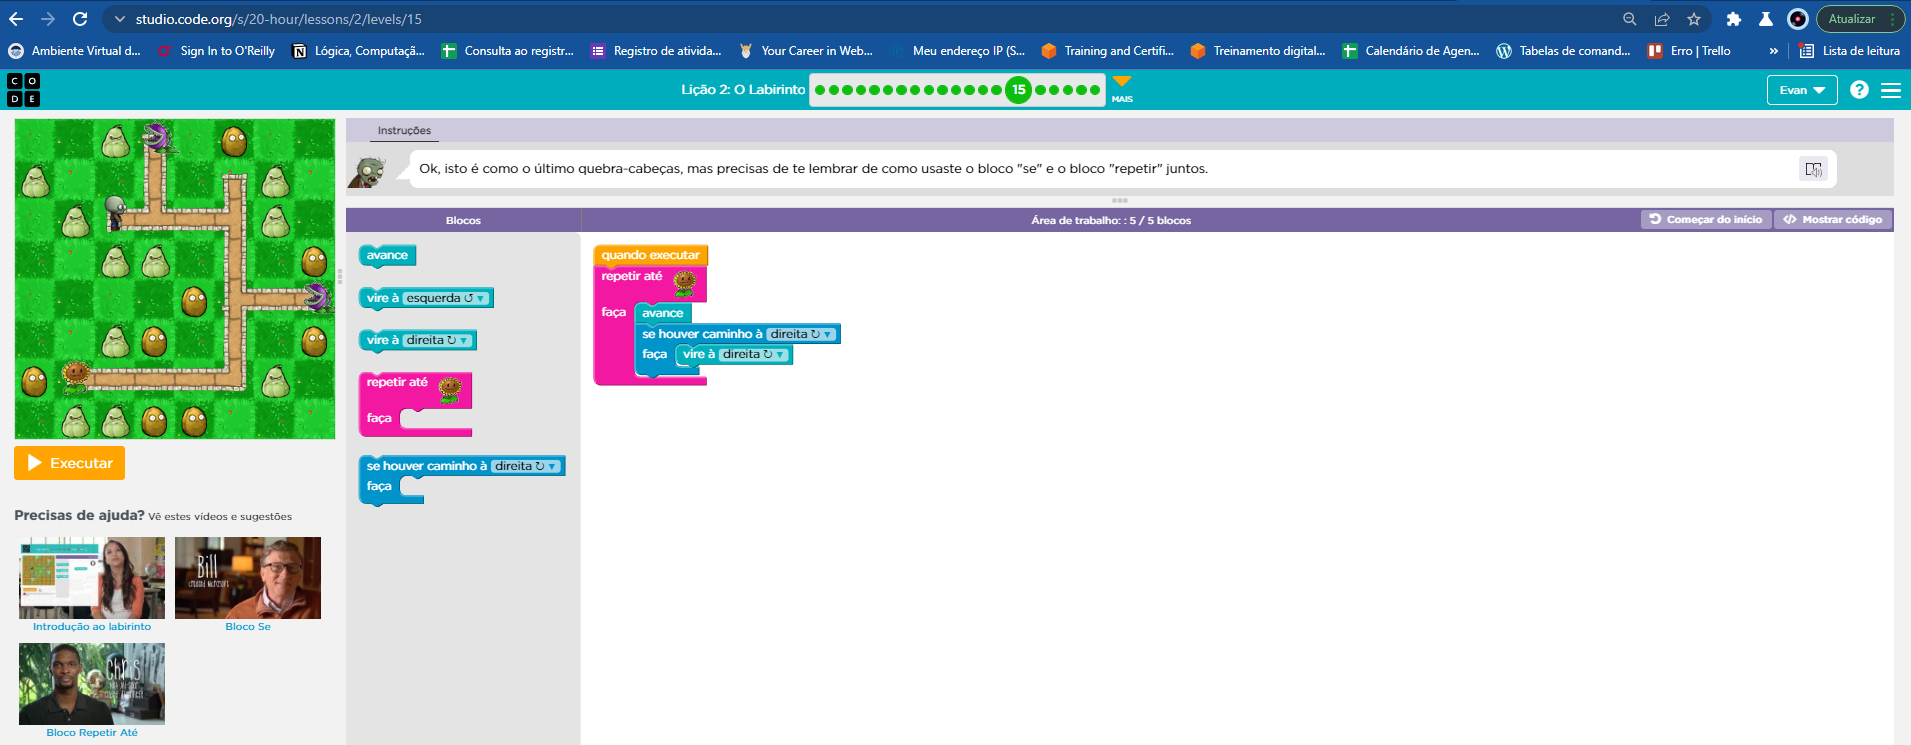 studio.code.org/s/20-hour/lessons/2/levels/15
Atualizar
Ambiente Virtual d...
Sign In to O'Reilly
Lógica, Computaçã...
Consulta ao registr...
Registro de ativida...
Your Career in Web...
Meu endereço IP (S...
Training and Certifi...
Treinamento digital...
Calendário de Agen...
Tabelas de comand...
Erro | Trello
»
Lista de leitura
C O
D E
Lição 2: O Labirinto
15
MAIS
Evan
?
Instruções
Ok, isto é como o último quebra-cabeças, mas precisas de te lembrar de como usaste o bloco "se" e o bloco "repetir" juntos.
Blocos
Área de trabalho: : 5 / 5 blocos
Começar do início
Mostrar código
avance
vire à esquerda ↺ ▼
vire à direita ↻ ▼
repetir até
faça
se houver caminho à direita ↻ ▼
faça
quando executar
repetir até
faça
avance
se houver caminho à direita ↻ ▼
faça vire à direita ↻ ▼
Executar
Precisas de ajuda? Vê estes vídeos e sugestões
Introdução ao labirinto
Bill
created Microsoft
Bloco Se
Chris
Bloco Repetir Até